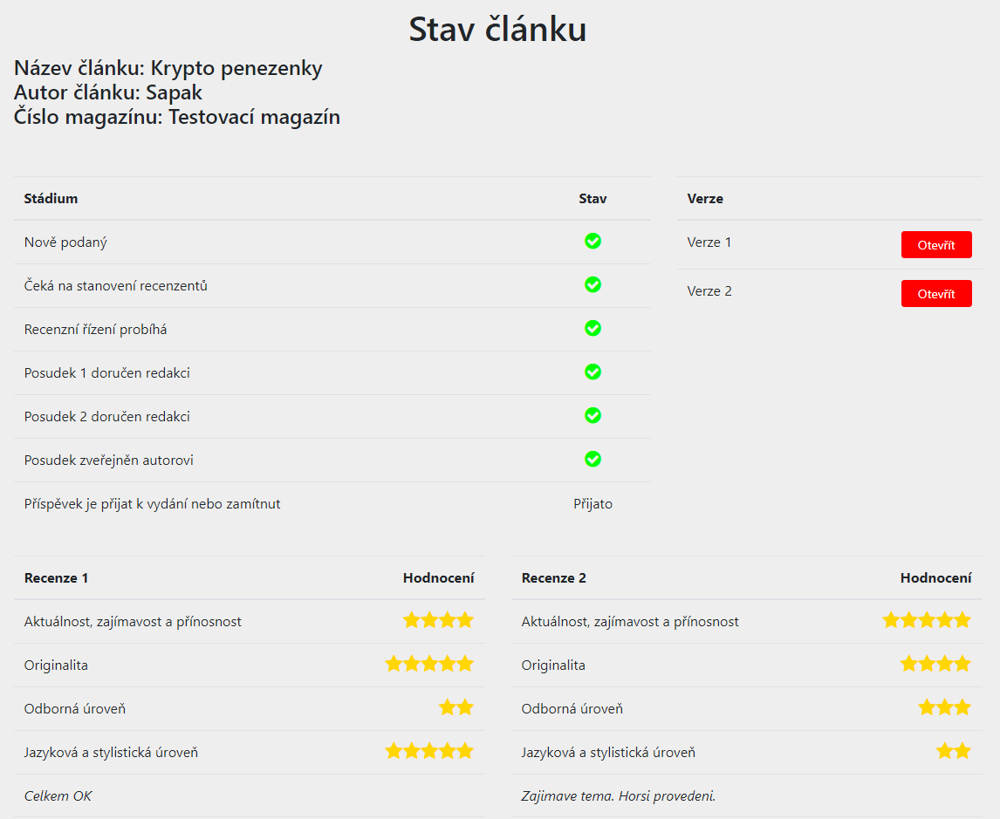 Stav článku
Název článku: Krypto penezenky
Autor článku: Sapak
Číslo magazínu: Testovací magazín
Stádium Stav
Nově podaný
Čeká na stanovení recenzentů
Recenzní řízení probíhá
Posudek 1 doručen redakci
Posudek 2 doručen redakci
Posudek zveřejněn autorovi
Příspěvek je přijat k vydání nebo zamítnut Přijato
Verze
Verze 1 Otevřít
Verze 2 Otevřít
Recenze 1 Hodnocení
Aktuálnost, zajímavost a přínosnost
Originalita
Odborná úroveň
Jazyková a stylistická úroveň
Celkem OK
Recenze 2 Hodnocení
Aktuálnost, zajímavost a přínosnost
Originalita
Odborná úroveň
Jazyková a stylistická úroveň
Zajimave tema. Horsi provedeni.